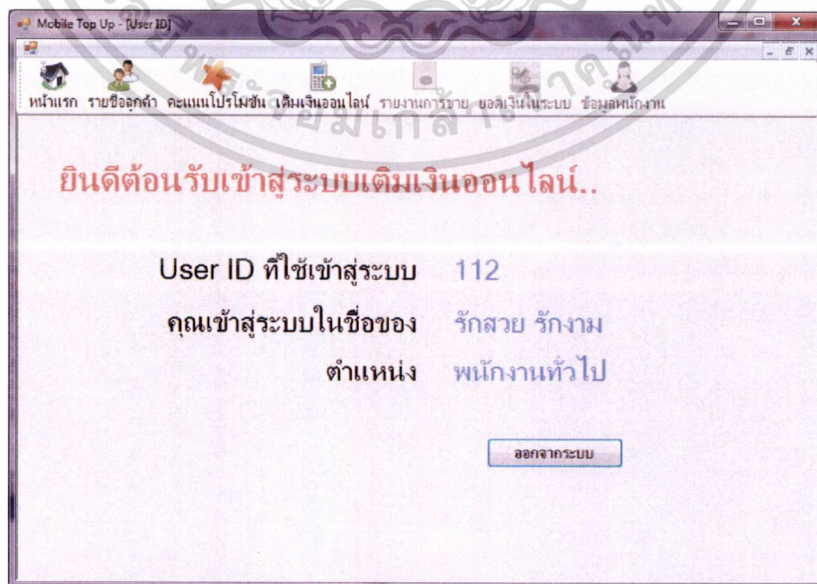 Mobile Top Up - [User ID]
หน้าแรก รายชื่อลูกค้า คะแนนโปรโมชัน เติมเงินออนไลน์ รายงานการขาย ยอดเงินในระบบ ข้อมูลพนักงาน
ยินดีต้อนรับเข้าสู่ระบบเติมเงินออนไลน์..
User ID ที่ใช้เข้าสู่ระบบ 112
คุณเข้าสู่ระบบในชื่อของ รักสวย รักงาม
ตำแหน่ง พนักงานทั่วไป
ออกจากระบบ